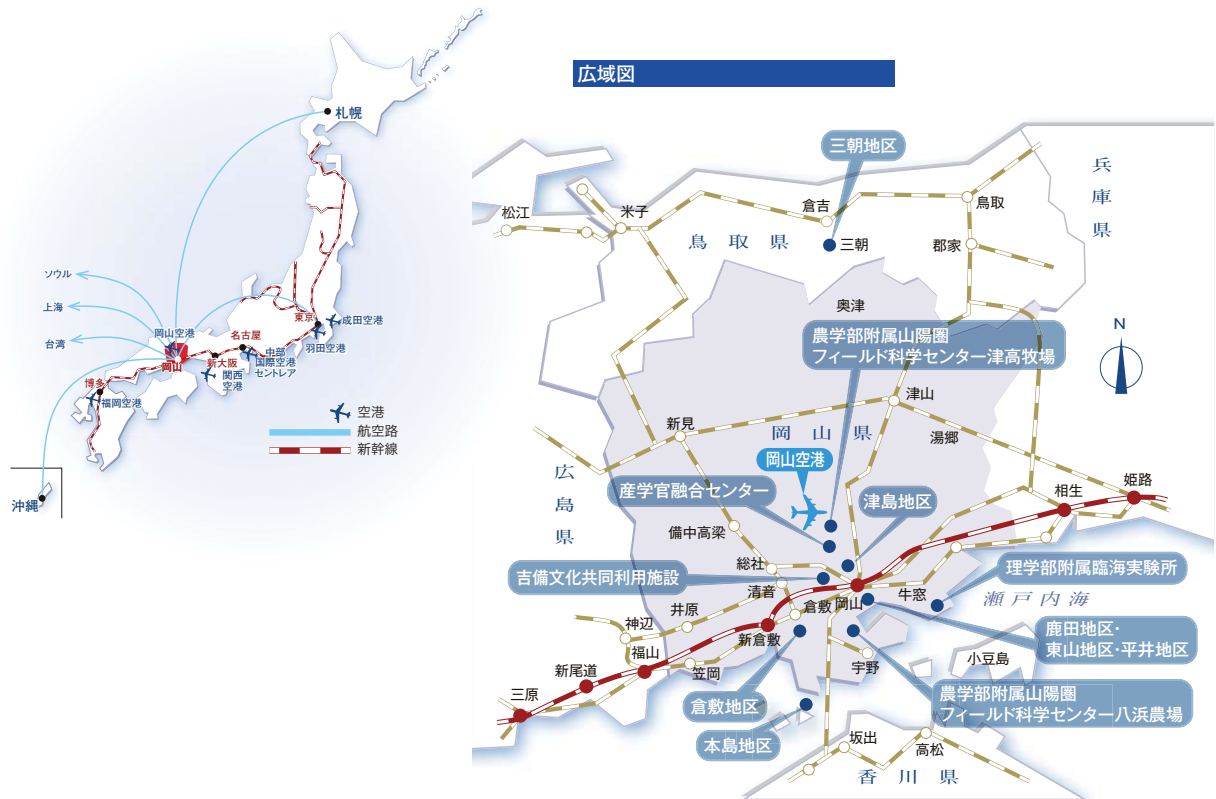 札幌
ソウル
上海
台湾
岡山空港
岡山
博多
福岡空港
新大阪
関西
空港
名古屋
中部
国際空港
セントレア
東京
成田空港
羽田空港
沖縄
空港
航空路
新幹線
広域図
三朝地区
兵庫県
松江
米子
倉吉
鳥取
鳥取県
三朝
郡家
奥津
農学部附属山陽圏
フィールド科学センター津高牧場
N
津山
新見
岡山県
湯郷
岡山空港
広島県
産学官融合センター
津島地区
相生
姫路
備中高梁
総社
吉備文化共同利用施設
清音
理学部附属臨海実験所
井原
倉敷
岡山
牛窓
瀬戸内海
神辺
新倉敷
鹿田地区・
東山地区・平井地区
福山
新尾道
笠岡
宇野
小豆島
三原
倉敷地区
農学部附属山陽圏
フィールド科学センター八浜農場
本島地区
坂出
高松
香川県